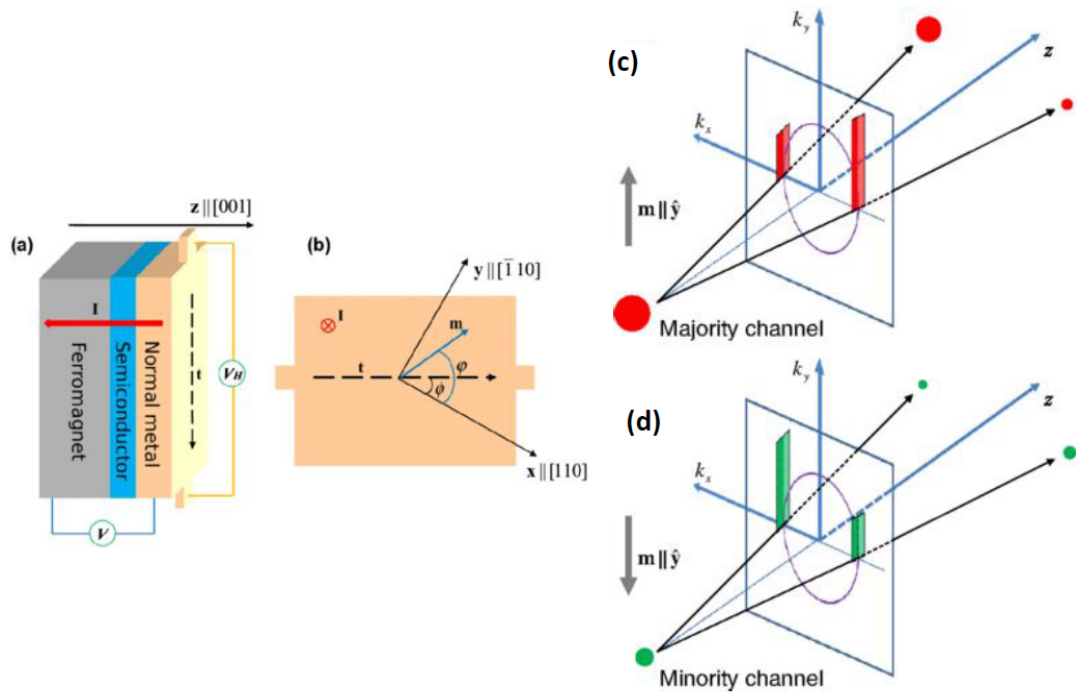 (a)
z || [001]
I
Ferromagnet
Semiconductor
Normal metal
t
V_H
V
(b)
y || [1̄ 10]
I
m
t
φ
ϕ
x || [110]
(c)
k_y
z
k_x
m || ŷ
Majority channel
(d)
k_y
z
k_x
m || ŷ
Minority channel